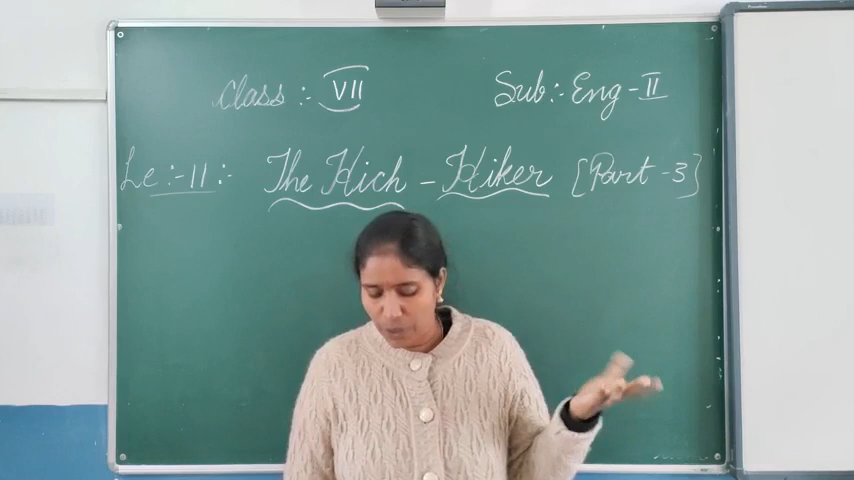 Class :- VII
Sub:- Eng - II
Le :- 11 :- The Hich - Hiker [Part - 3]